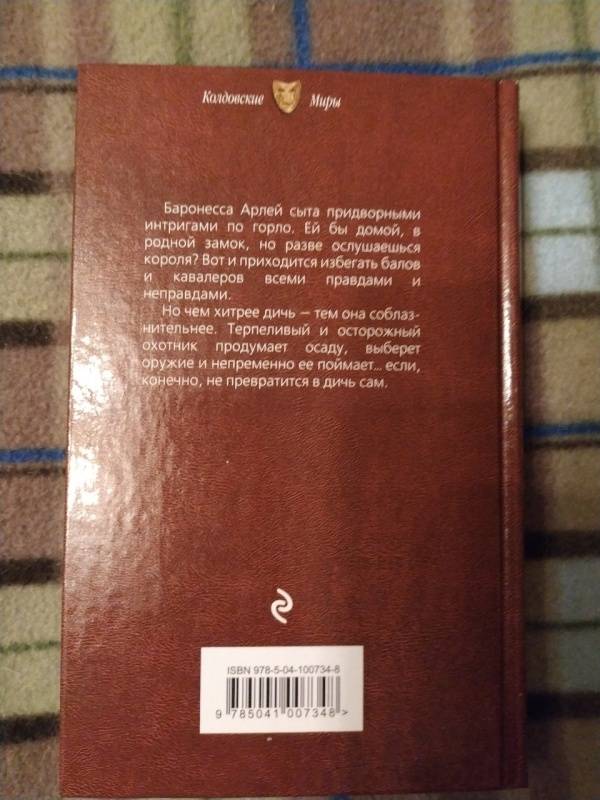 Колдовские Миры
Баронесса Арлей сыта придворными
интригами по горло. Ей бы домой, в
родной замок, но разве ослушаешься
короля? Вот и приходится избегать балов
и кавалеров всеми правдами и
неправдами.
Но чем хитрее дичь – тем она соблаз-
нительнее. Терпеливый и осторожный
охотник продумает осаду, выберет
оружие и непременно ее поймает... если,
конечно, не превратится в дичь сам.
ISBN 978-5-04-100734-8
9 785041 007348 >